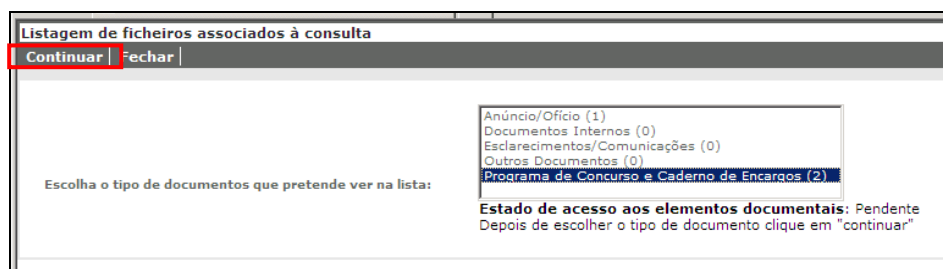 Listagem de ficheiros associados à consulta
Continuar | Fechar |
Anúncio/Ofício (1)
Documentos Internos (0)
Esclarecimentos/Comunicações (0)
Outros Documentos (0)
Escolha o tipo de documentos que pretende ver na lista:
Programa de Concurso e Caderno de Encargos (2)
Estado de acesso aos elementos documentais: Pendente
Depois de escolher o tipo de documento clique em "continuar"